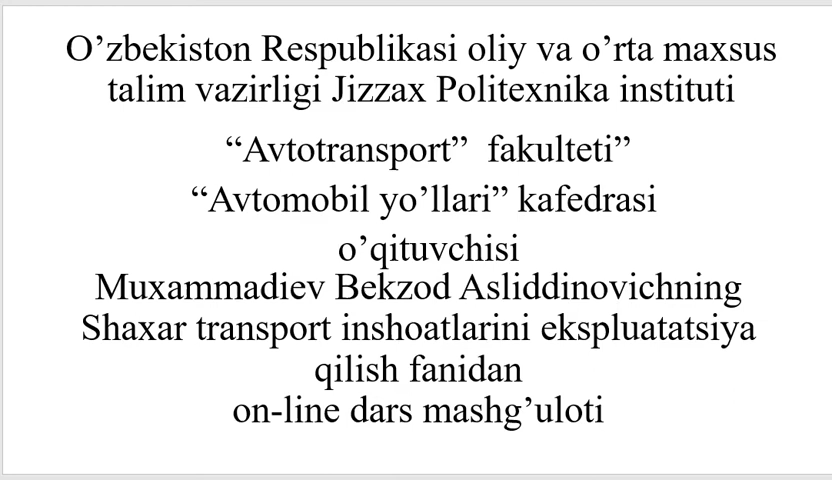 O’zbekiston Respublikasi oliy va o’rta maxsus
talim vazirligi Jizzax Politexnika instituti
“Avtotransport” fakulteti”
“Avtomobil yo’llari” kafedrasi
o’qituvchisi
Muxammadiev Bekzod Asliddinovichning
Shaxar transport inshoatlarini ekspluatatsiya
qilish fanidan
on-line dars mashg’uloti